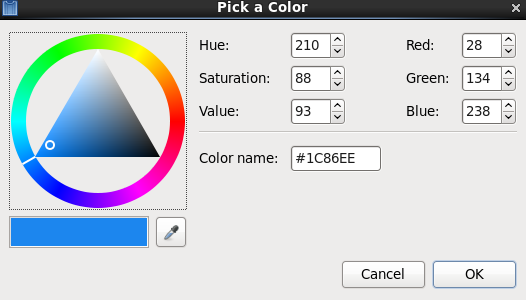 Pick a Color
Hue: 210 Red: 28
Saturation: 88 Green: 134
Value: 93 Blue: 238
Color name: #1C86EE
Cancel OK